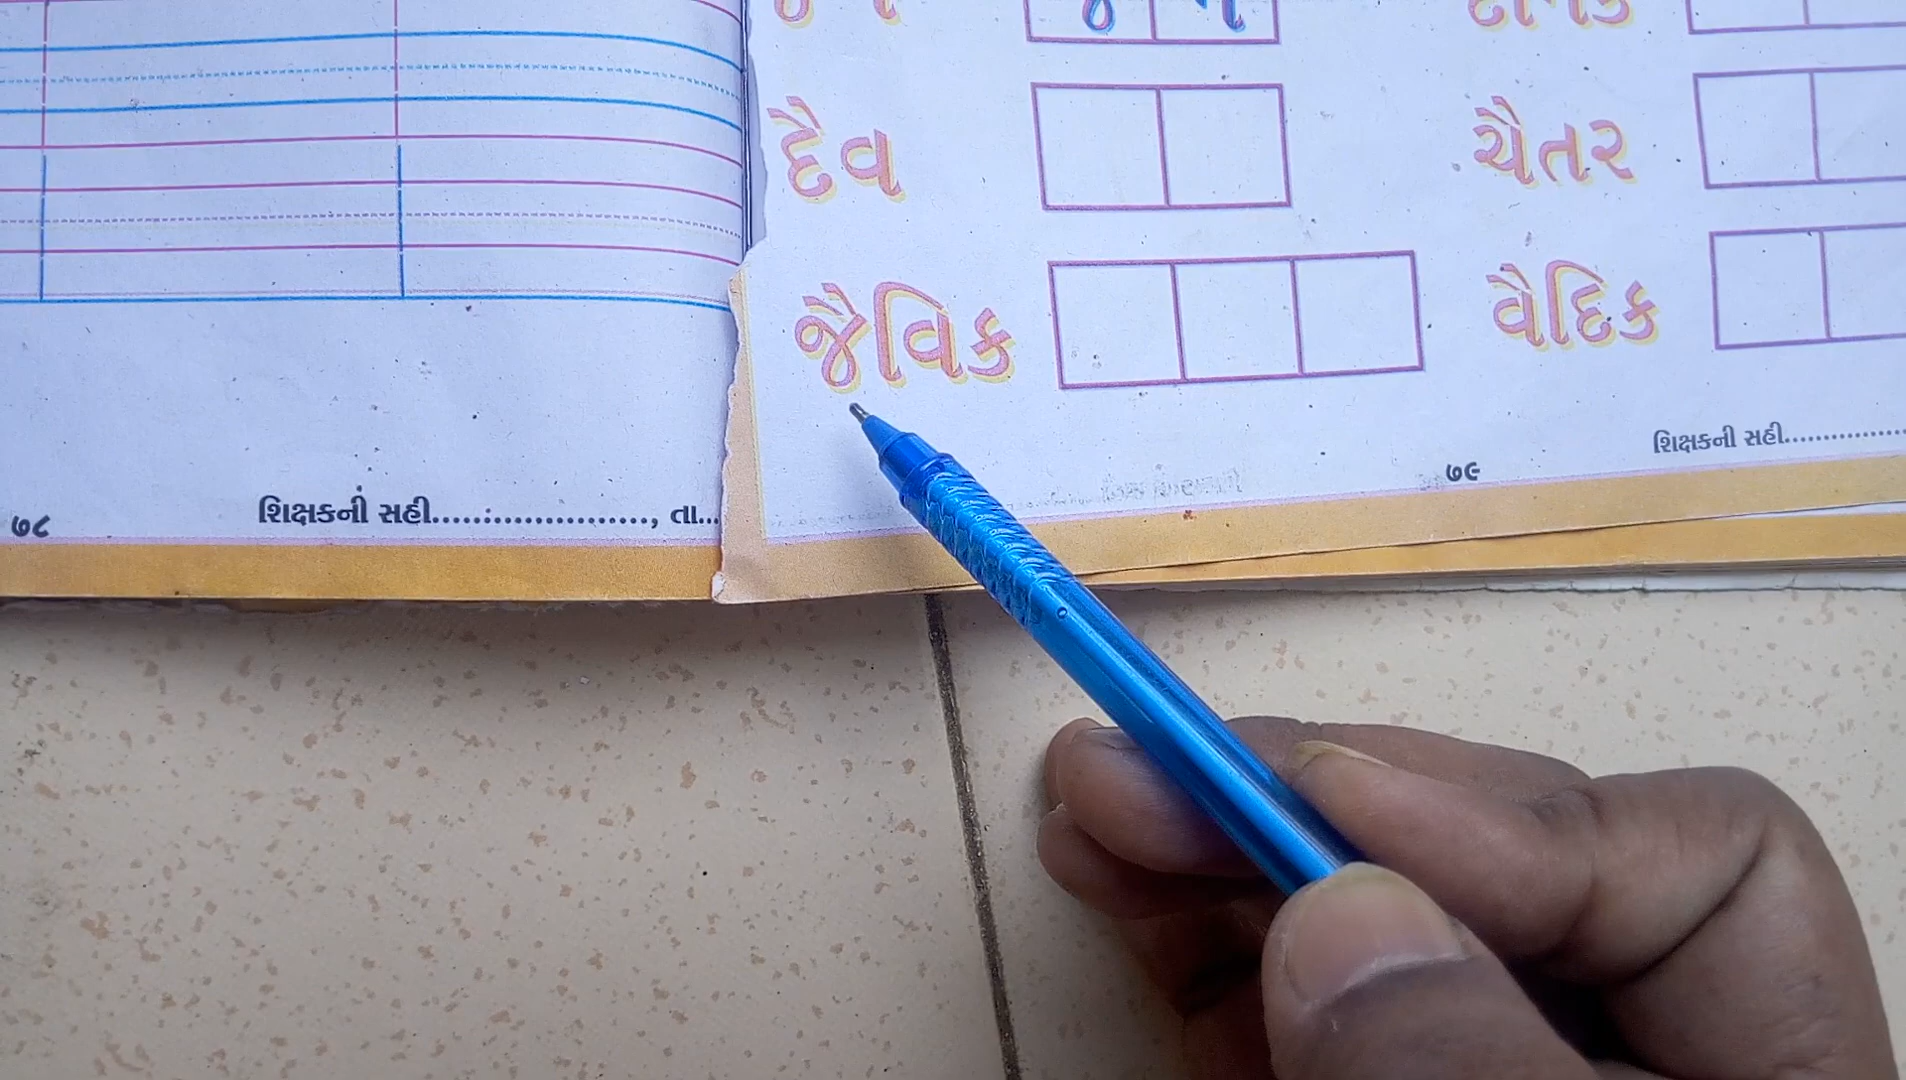 દૈવ
ચૈતર
જૈવિક
વૈદિક
શિક્ષકની સહી................
૭૯
૭૮
શિક્ષકની સહી......................, તા...